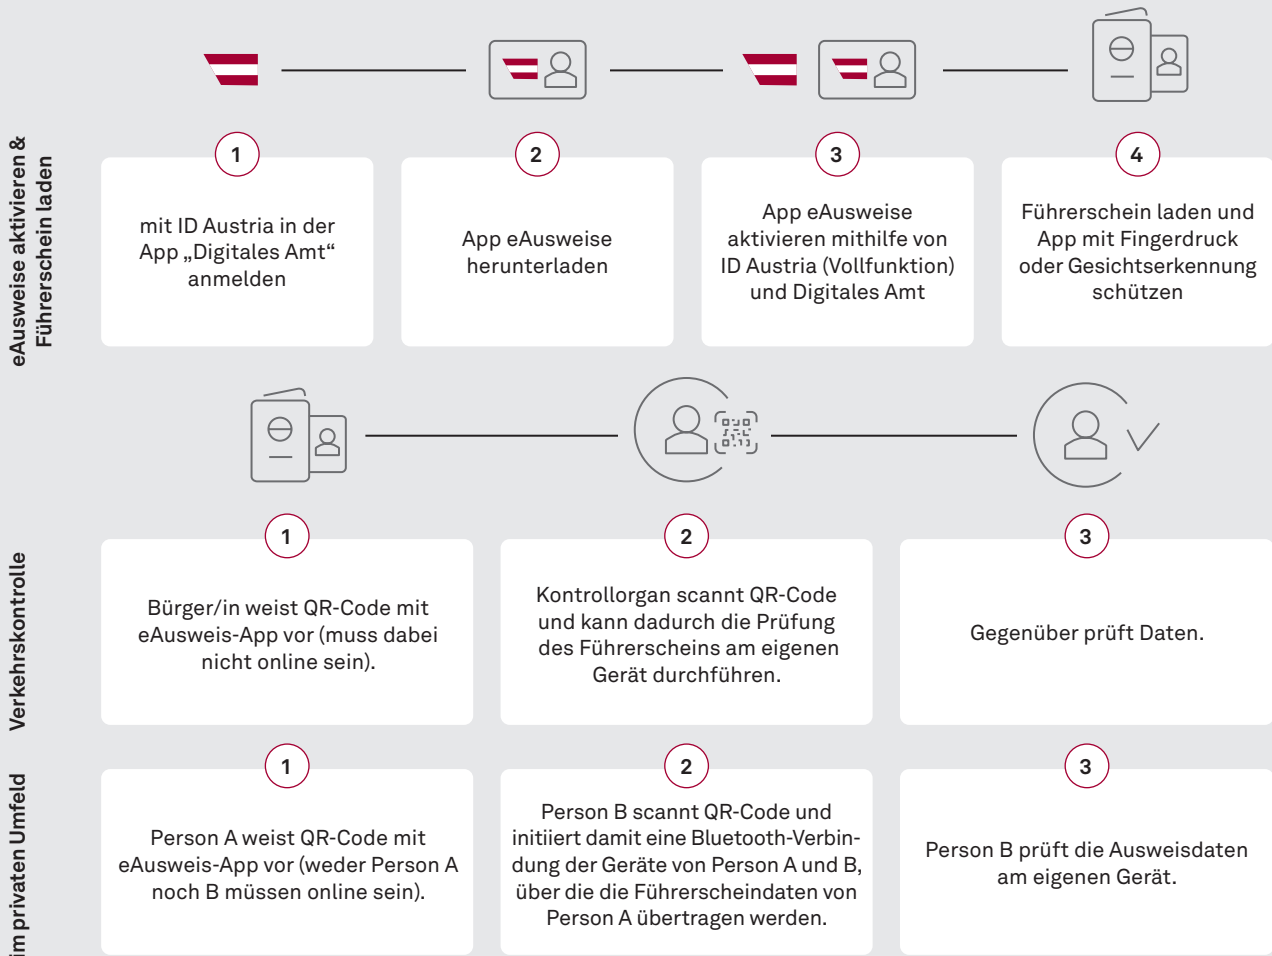 eAusweise aktivieren &
Führerschein laden
1
mit ID Austria in der
App „Digitales Amt“
anmelden
2
App eAusweise
herunterladen
3
App eAusweise
aktivieren mithilfe von
ID Austria (Vollfunktion)
und Digitales Amt
4
Führerschein laden und
App mit Fingerdruck
oder Gesichtserkennung
schützen
Verkehrskontrolle
1
Bürger/in weist QR-Code mit
eAusweis-App vor (muss dabei
nicht online sein).
2
Kontrollorgan scannt QR-Code
und kann dadurch die Prüfung
des Führerscheins am eigenen
Gerät durchführen.
3
Gegenüber prüft Daten.
im privaten Umfeld
1
Person A weist QR-Code mit
eAusweis-App vor (weder Person A
noch B müssen online sein).
2
Person B scannt QR-Code und
initiiert damit eine Bluetooth-Verbin-
dung der Geräte von Person A und B,
über die die Führerscheindaten von
Person A übertragen werden.
3
Person B prüft die Ausweisdaten
am eigenen Gerät.